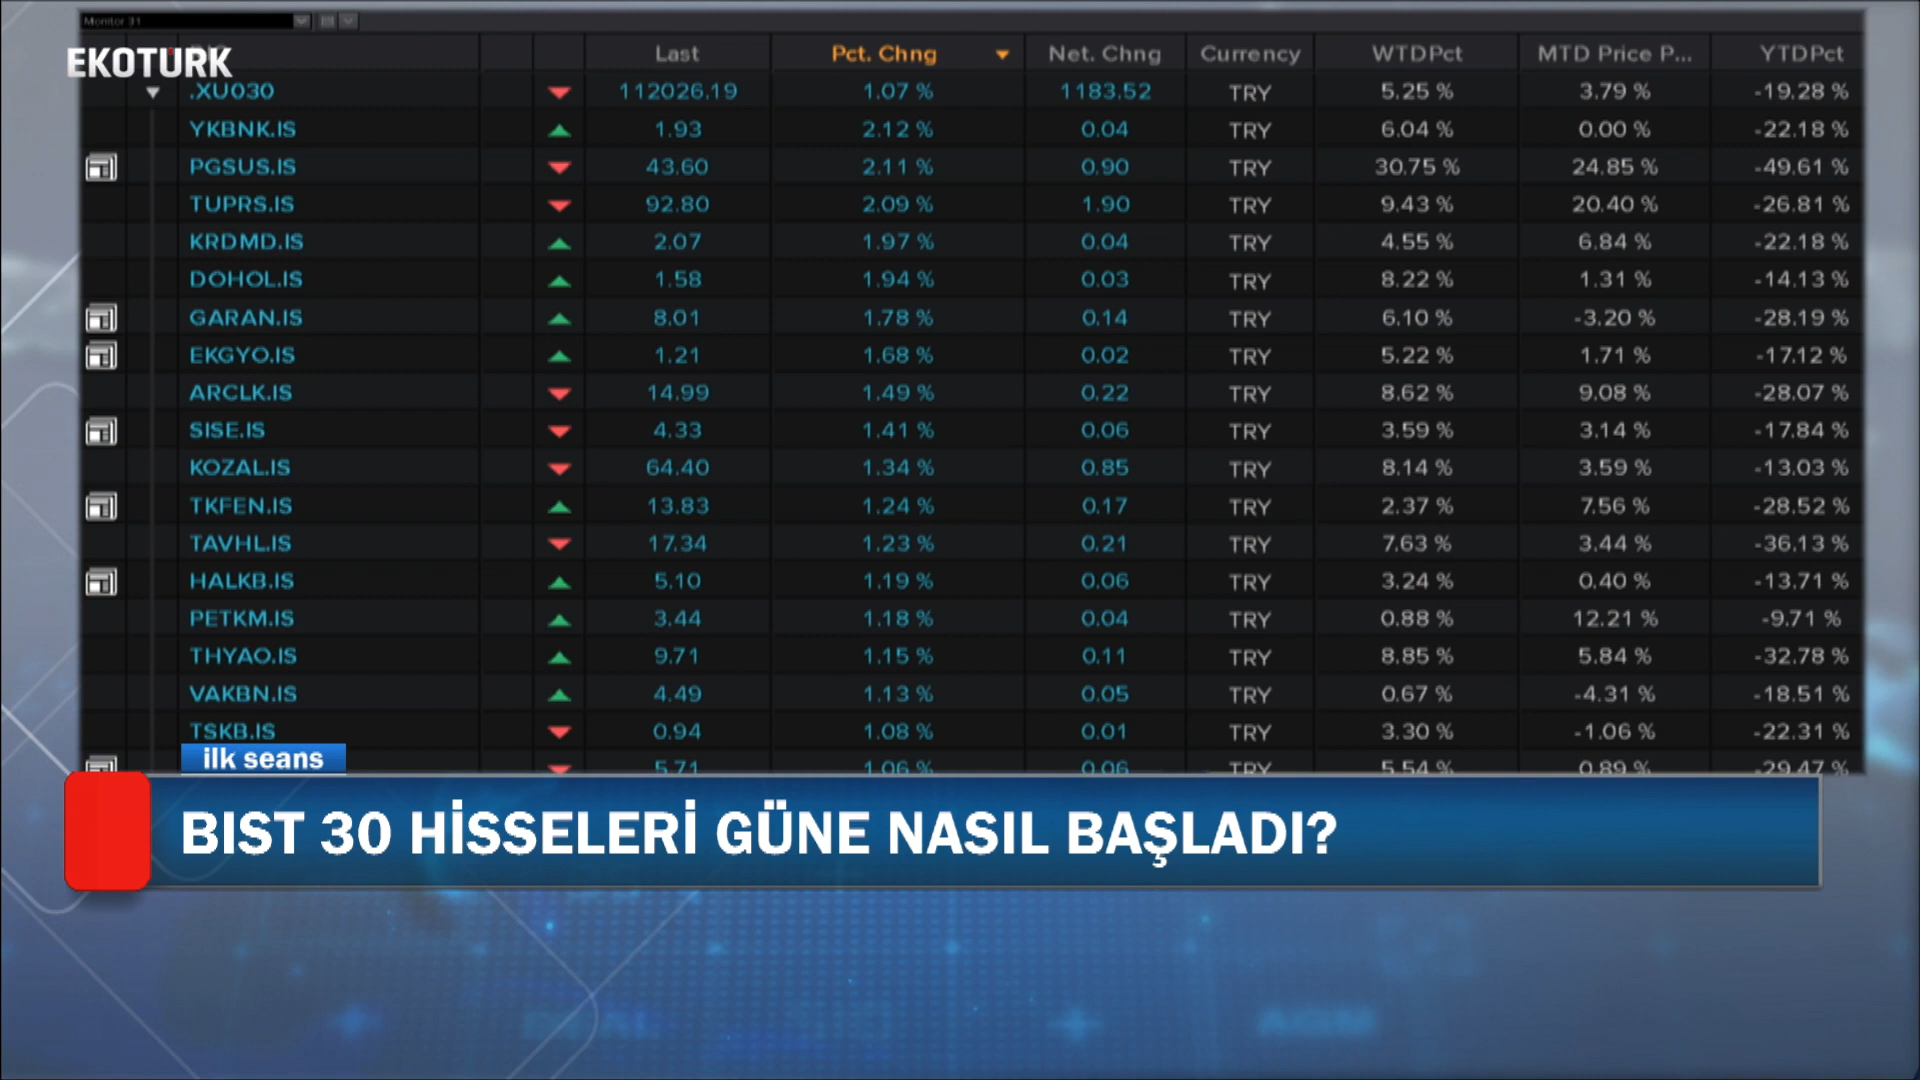 Monitor 31
EKOTÜRK
Last Pct. Chng Net. Chng Currency WTDPct MTD Price P... YTDPct
.XU030 112026.19 1.07 % 1183.52 TRY 5.25 % 3.79 % -19.28 %
YKBNK.IS 1.93 2.12 % 0.04 TRY 6.04 % 0.00 % -22.18 %
PGSUS.IS 43.60 2.11 % 0.90 TRY 30.75 % 24.85 % -49.61 %
TUPRS.IS 92.80 2.09 % 1.90 TRY 9.43 % 20.40 % -26.81 %
KRDMD.IS 2.07 1.97 % 0.04 TRY 4.55 % 6.84 % -22.18 %
DOHOL.IS 1.58 1.94 % 0.03 TRY 8.22 % 1.31 % -14.13 %
GARAN.IS 8.01 1.78 % 0.14 TRY 6.10 % -3.20 % -28.19 %
EKGYO.IS 1.21 1.68 % 0.02 TRY 5.22 % 1.71 % -17.12 %
ARCLK.IS 14.99 1.49 % 0.22 TRY 8.62 % 9.08 % -28.07 %
SISE.IS 4.33 1.41 % 0.06 TRY 3.59 % 3.14 % -17.84 %
KOZAL.IS 64.40 1.34 % 0.85 TRY 8.14 % 3.59 % -13.03 %
TKFEN.IS 13.83 1.24 % 0.17 TRY 2.37 % 7.56 % -28.52 %
TAVHL.IS 17.34 1.23 % 0.21 TRY 7.63 % 3.44 % -36.13 %
HALKB.IS 5.10 1.19 % 0.06 TRY 3.24 % 0.40 % -13.71 %
PETKM.IS 3.44 1.18 % 0.04 TRY 0.88 % 12.21 % -9.71 %
THYAO.IS 9.71 1.15 % 0.11 TRY 8.85 % 5.84 % -32.78 %
VAKBN.IS 4.49 1.13 % 0.05 TRY 0.67 % -4.31 % -18.51 %
TSKB.IS 0.94 1.08 % 0.01 TRY 3.30 % -1.06 % -22.31 %
5.71 1.06 % 0.06 TRY 5.54 % 0.89 % -29.47 %
ilk seans
BIST 30 HİSSELERİ GÜNE NASIL BAŞLADI?